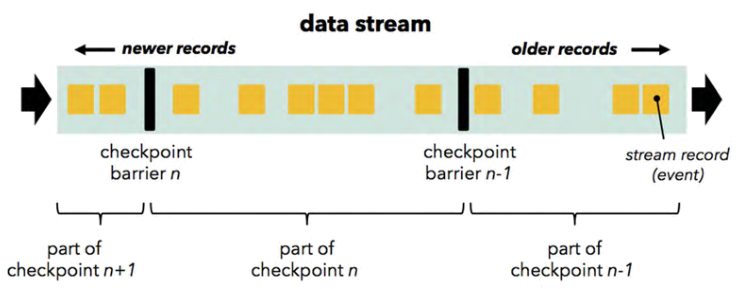 data stream
newer records
older records
checkpoint
barrier n
checkpoint
barrier n-1
stream record
(event)
part of
checkpoint n+1
part of
checkpoint n
part of
checkpoint n-1